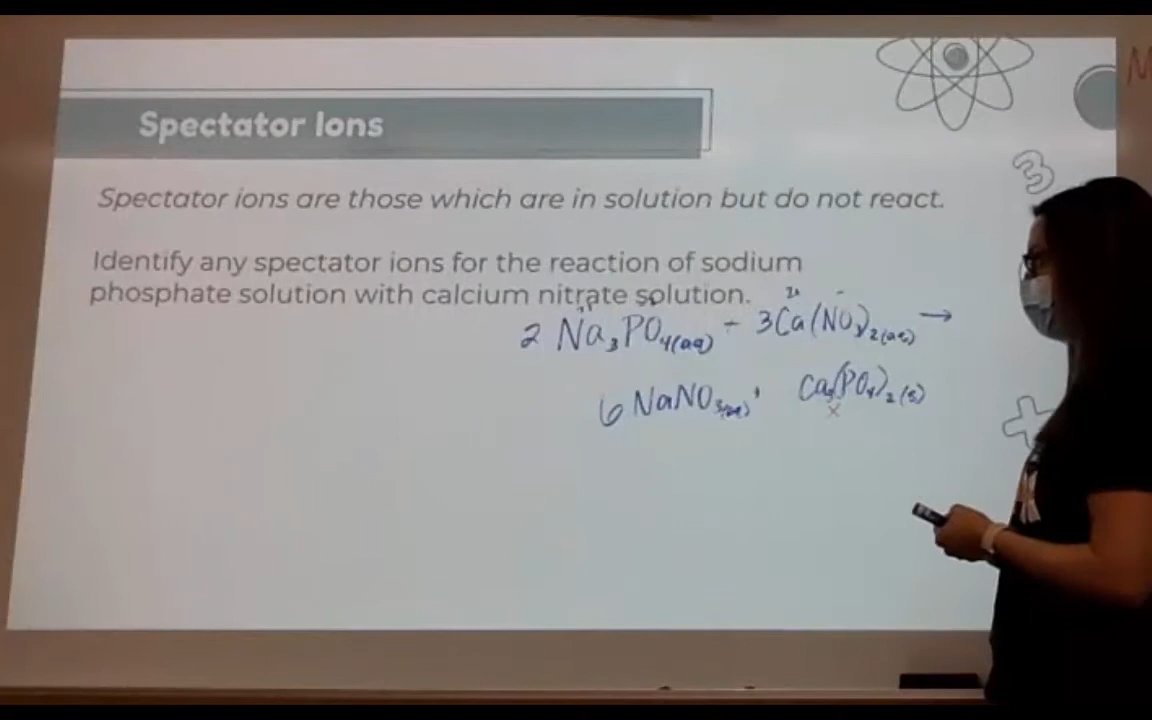 Spectator Ions
Spectator ions are those which are in solution but do not react.
Identify any spectator ions for the reaction of sodium
phosphate solution with calcium nitrate solution.
2 Na₃PO₄(aq) + 3Ca(NO₃)₂(aq) →
6 NaNO₃(aq) + Ca₃(PO₄)₂(s)
3